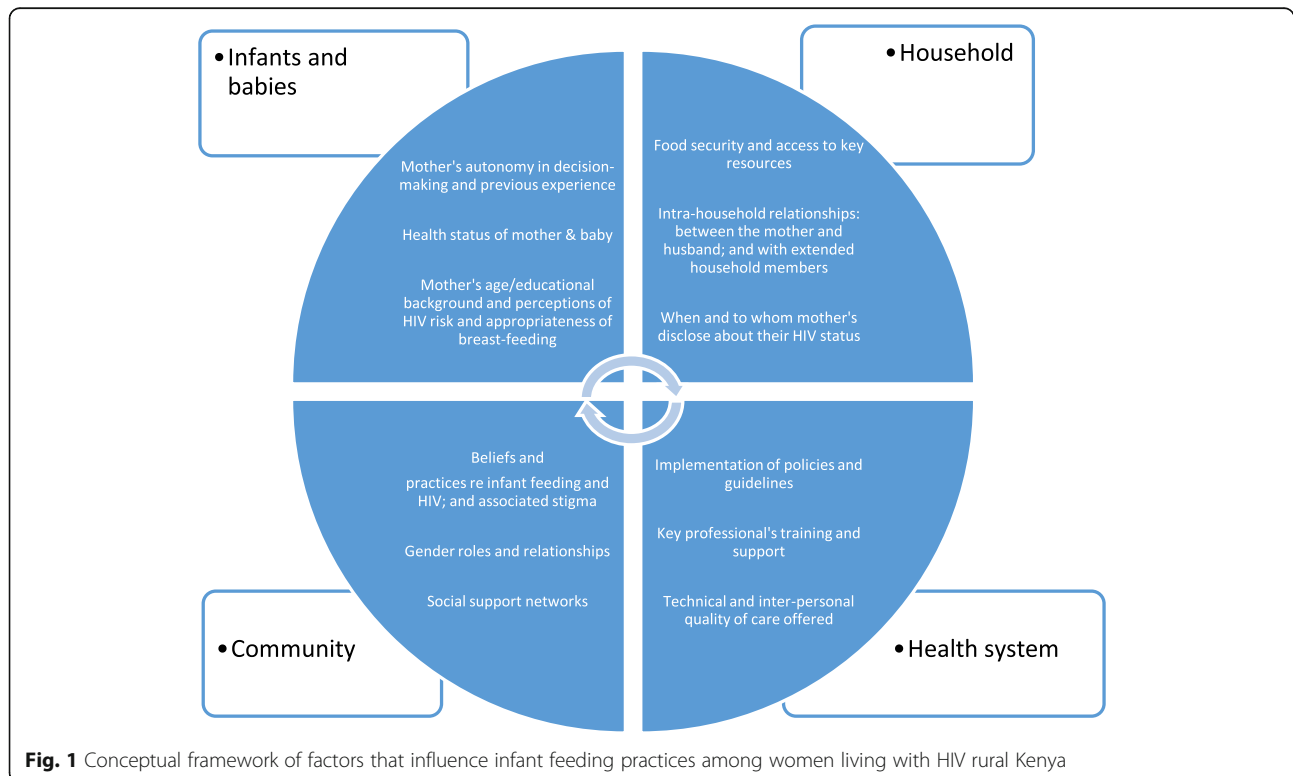 •Infants and
babies
•Household
Mother's autonomy in decision-
making and previous experience
Health status of mother & baby
Mother's age/educational
background and perceptions of
HIV risk and appropriateness of
breast-feeding
Food security and access to key
resources
Intra-household relationships:
between the mother and
husband; and with extended
household members
When and to whom mother's
disclose about their HIV status
Beliefs and
practices re infant feeding and
HIV; and associated stigma
Gender roles and relationships
Social support networks
Implementation of policies and
guidelines
Key professional's training and
support
Technical and inter-personal
quality of care offered
•Community
•Health system
Fig. 1 Conceptual framework of factors that influence infant feeding practices among women living with HIV rural Kenya